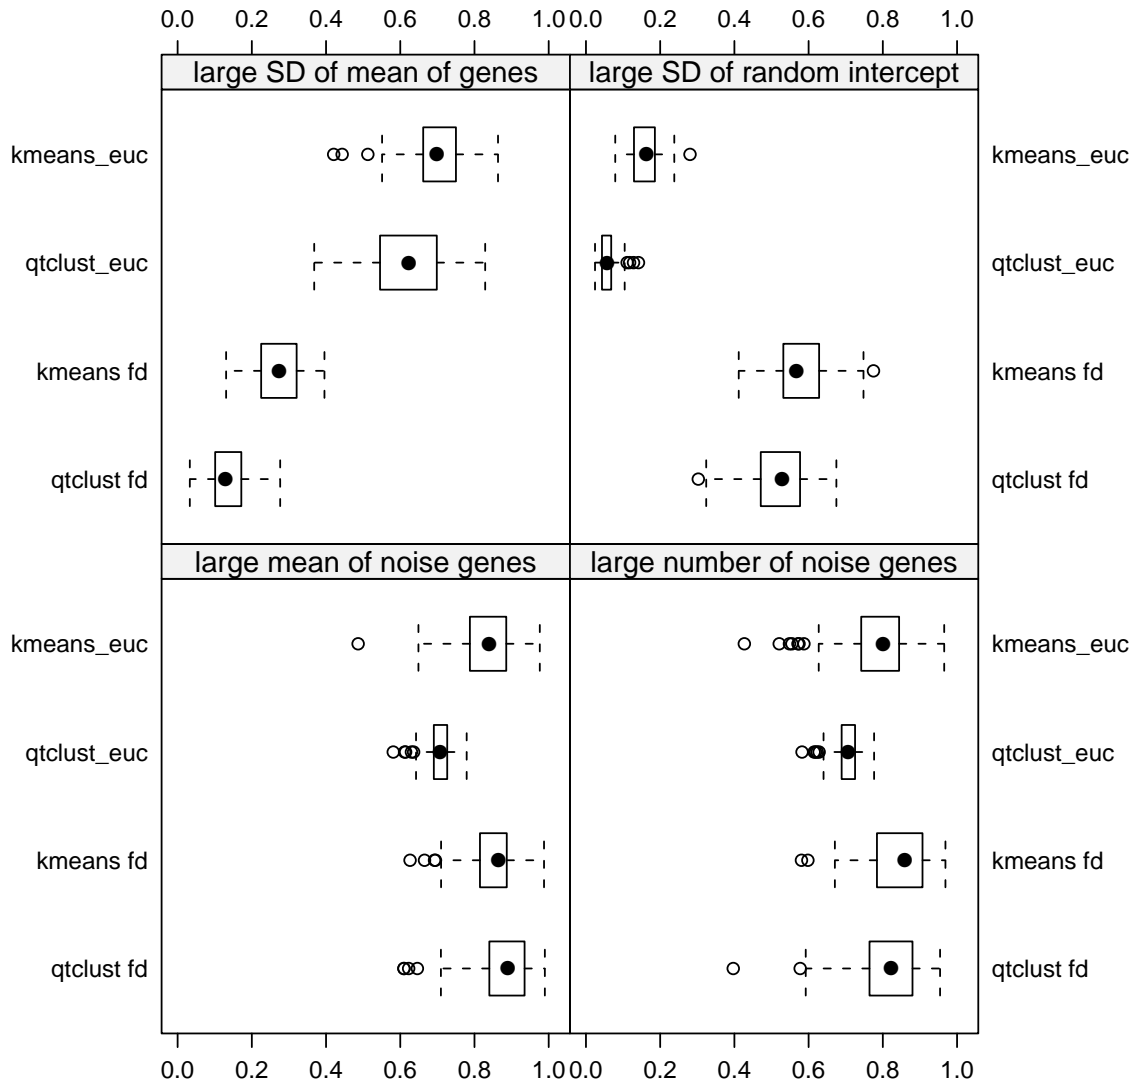 0.0 0.2 0.4 0.6 0.8 1.0 0.0 0.2 0.4 0.6 0.8 1.0
large SD of mean of genes
large SD of random intercept
kmeans_euc
kmeans_euc
qtclust_euc
qtclust_euc
kmeans fd
kmeans fd
qtclust fd
qtclust fd
large mean of noise genes
large number of noise genes
kmeans_euc
kmeans_euc
qtclust_euc
qtclust_euc
kmeans fd
kmeans fd
qtclust fd
qtclust fd
0.0 0.2 0.4 0.6 0.8 1.0 0.0 0.2 0.4 0.6 0.8 1.0